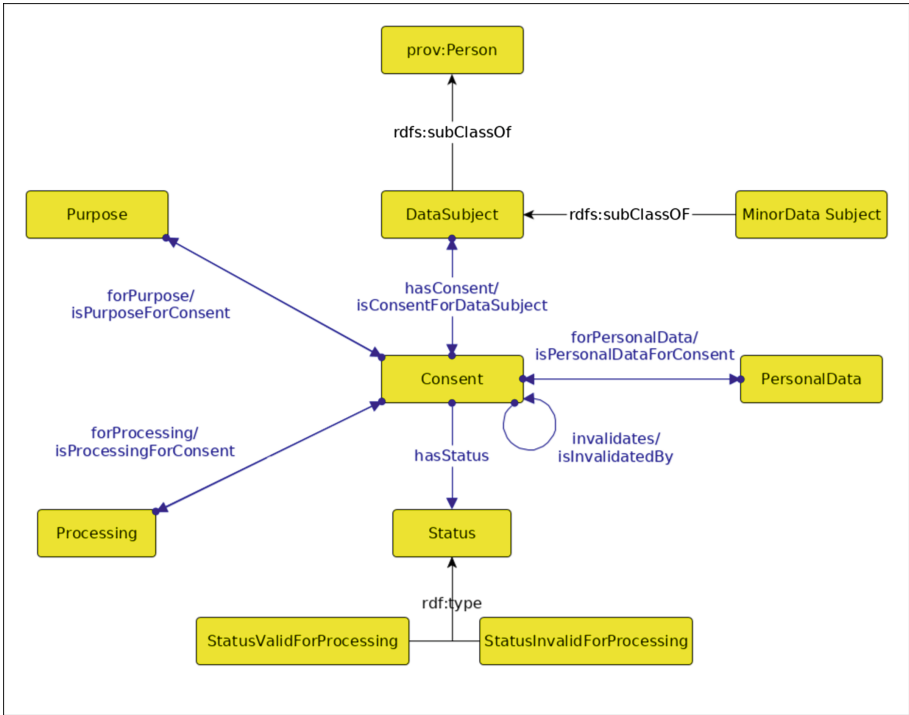 prov:Person
rdfs:subClassOf
Purpose
DataSubject
rdfs:subClassOF
MinorData Subject
hasConsent/
isConsentForDataSubject
forPurpose/
isPurposeForConsent
forPersonalData/
isPersonalDataForConsent
Consent
PersonalData
forProcessing/
isProcessingForConsent
invalidates/
isInvalidatedBy
hasStatus
Processing
Status
rdf:type
StatusValidForProcessing
StatusInvalidForProcessing